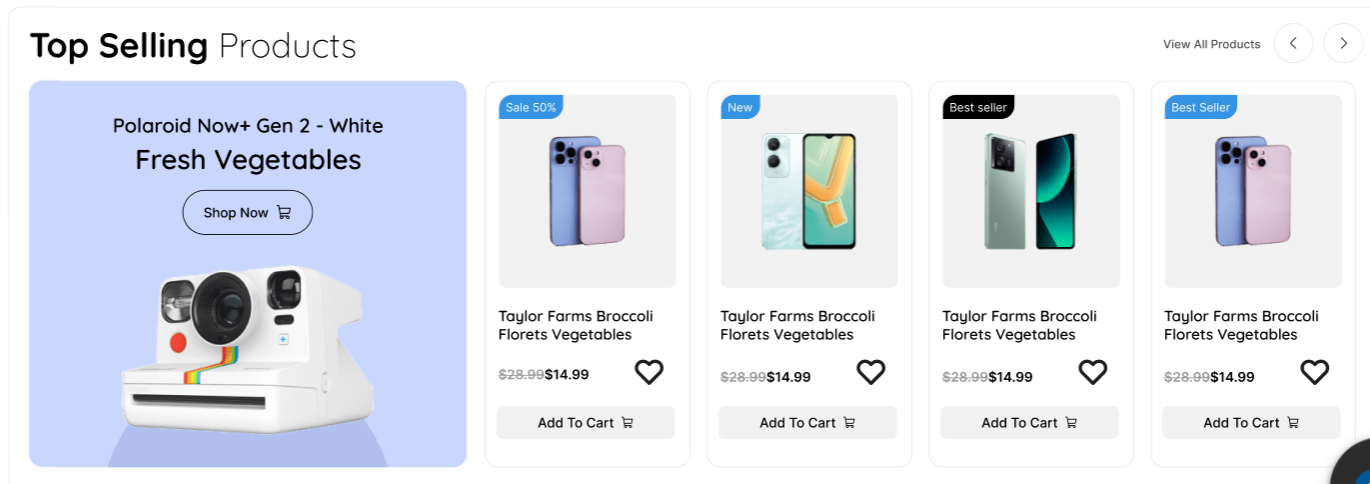 Top Selling Products
View All Products
Polaroid Now+ Gen 2 - White
Fresh Vegetables
Shop Now
Sale 50%
Taylor Farms Broccoli
Florets Vegetables
$28.99$14.99
Add To Cart
New
Taylor Farms Broccoli
Florets Vegetables
$28.99$14.99
Add To Cart
Best seller
Taylor Farms Broccoli
Florets Vegetables
$28.99$14.99
Add To Cart
Best Seller
Taylor Farms Broccoli
Florets Vegetables
$28.99$14.99
Add To Cart